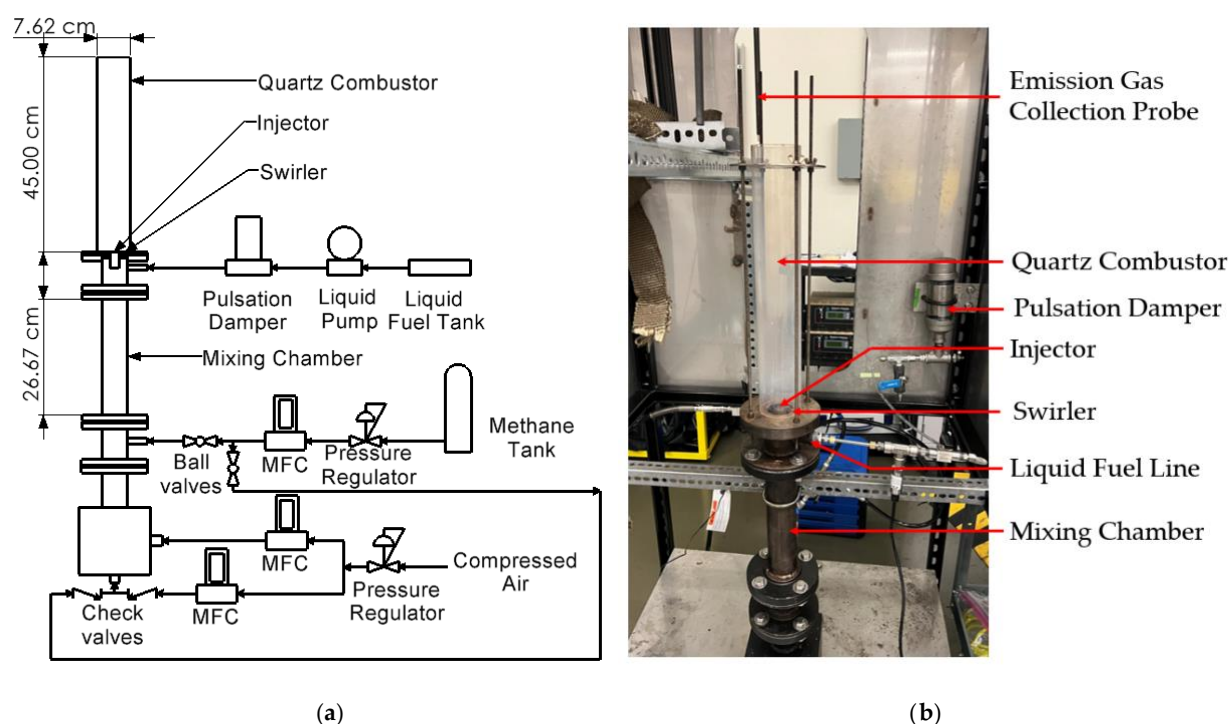 7.62 cm
Quartz Combustor
45.00 cm
Injector
Swirler
Pulsation
Damper
Liquid
Pump
Liquid
Fuel Tank
26.67 cm
Mixing Chamber
Ball
valves
MFC
Pressure
Regulator
Methane
Tank
MFC
Compressed
Air
Pressure
Regulator
Check
valves
MFC
(a)
Emission Gas
Collection Probe
Quartz Combustor
Pulsation Damper
Injector
Swirler
Liquid Fuel Line
Mixing Chamber
(b)